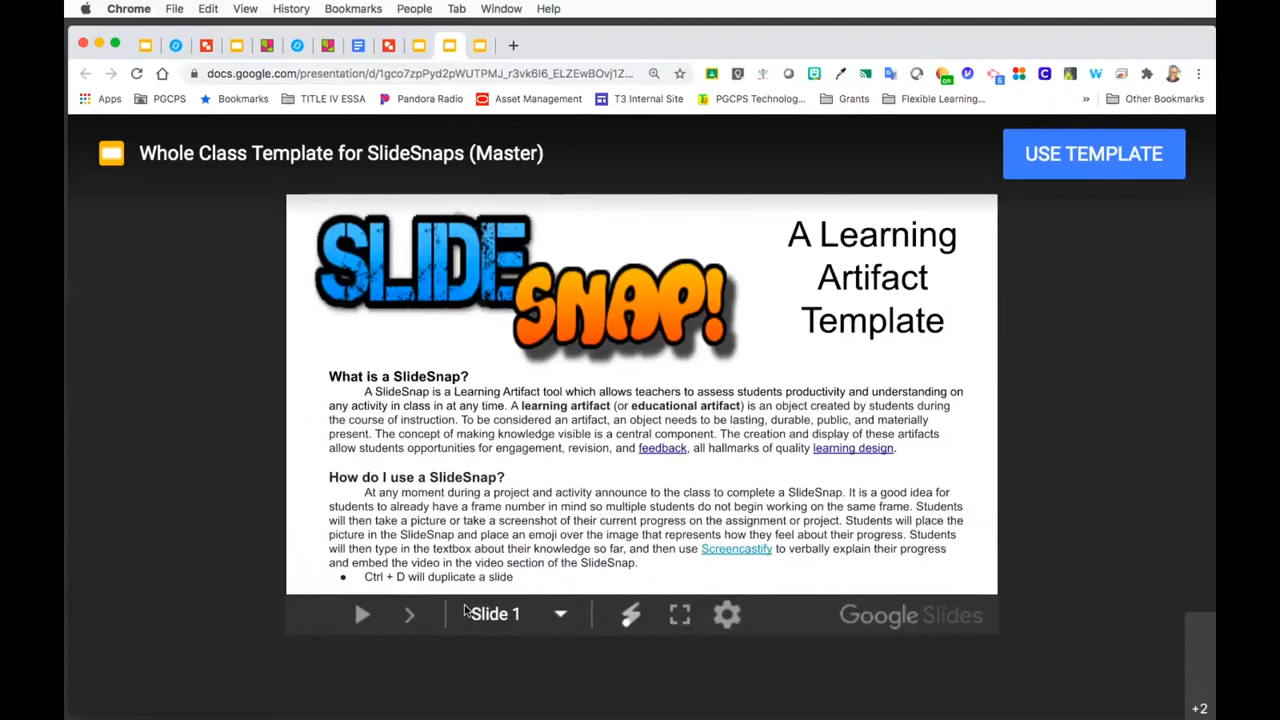 Chrome File Edit View History Bookmarks People Tab Window Help
docs.google.com/presentation/d/1gco7zpPyd2pWUTPMJ_r3vk6I6_ELZEwBOvj1Z...
Apps PGCPS Bookmarks TITLE IV ESSA Pandora Radio Asset Management T3 Internal Site PGCPS Technolog... Grants Flexible Learning... » Other Bookmarks
Whole Class Template for SlideSnaps (Master)
USE TEMPLATE
SLIDE
SNAP!
A Learning
Artifact
Template
What is a SlideSnap?
A SlideSnap is a Learning Artifact tool which allows teachers to assess students productivity and understanding on
any activity in class in at any time. A learning artifact (or educational artifact) is an object created by students during
the course of instruction. To be considered an artifact, an object needs to be lasting, durable, public, and materially
present. The concept of making knowledge visible is a central component. The creation and display of these artifacts
allow students opportunities for engagement, revision, and feedback, all hallmarks of quality learning design.
How do I use a SlideSnap?
At any moment during a project and activity announce to the class to complete a SlideSnap. It is a good idea for
students to already have a frame number in mind so multiple students do not begin working on the same frame. Students
will then take a picture or take a screenshot of their current progress on the assignment or project. Students will place the
picture in the SlideSnap and place an emoji over the image that represents how they feel about their progress. Students
will then type in the textbox about their knowledge so far, and then use Screencastify to verbally explain their progress
and embed the video in the video section of the SlideSnap.
● Ctrl + D will duplicate a slide
Slide 1
Google Slides
+2